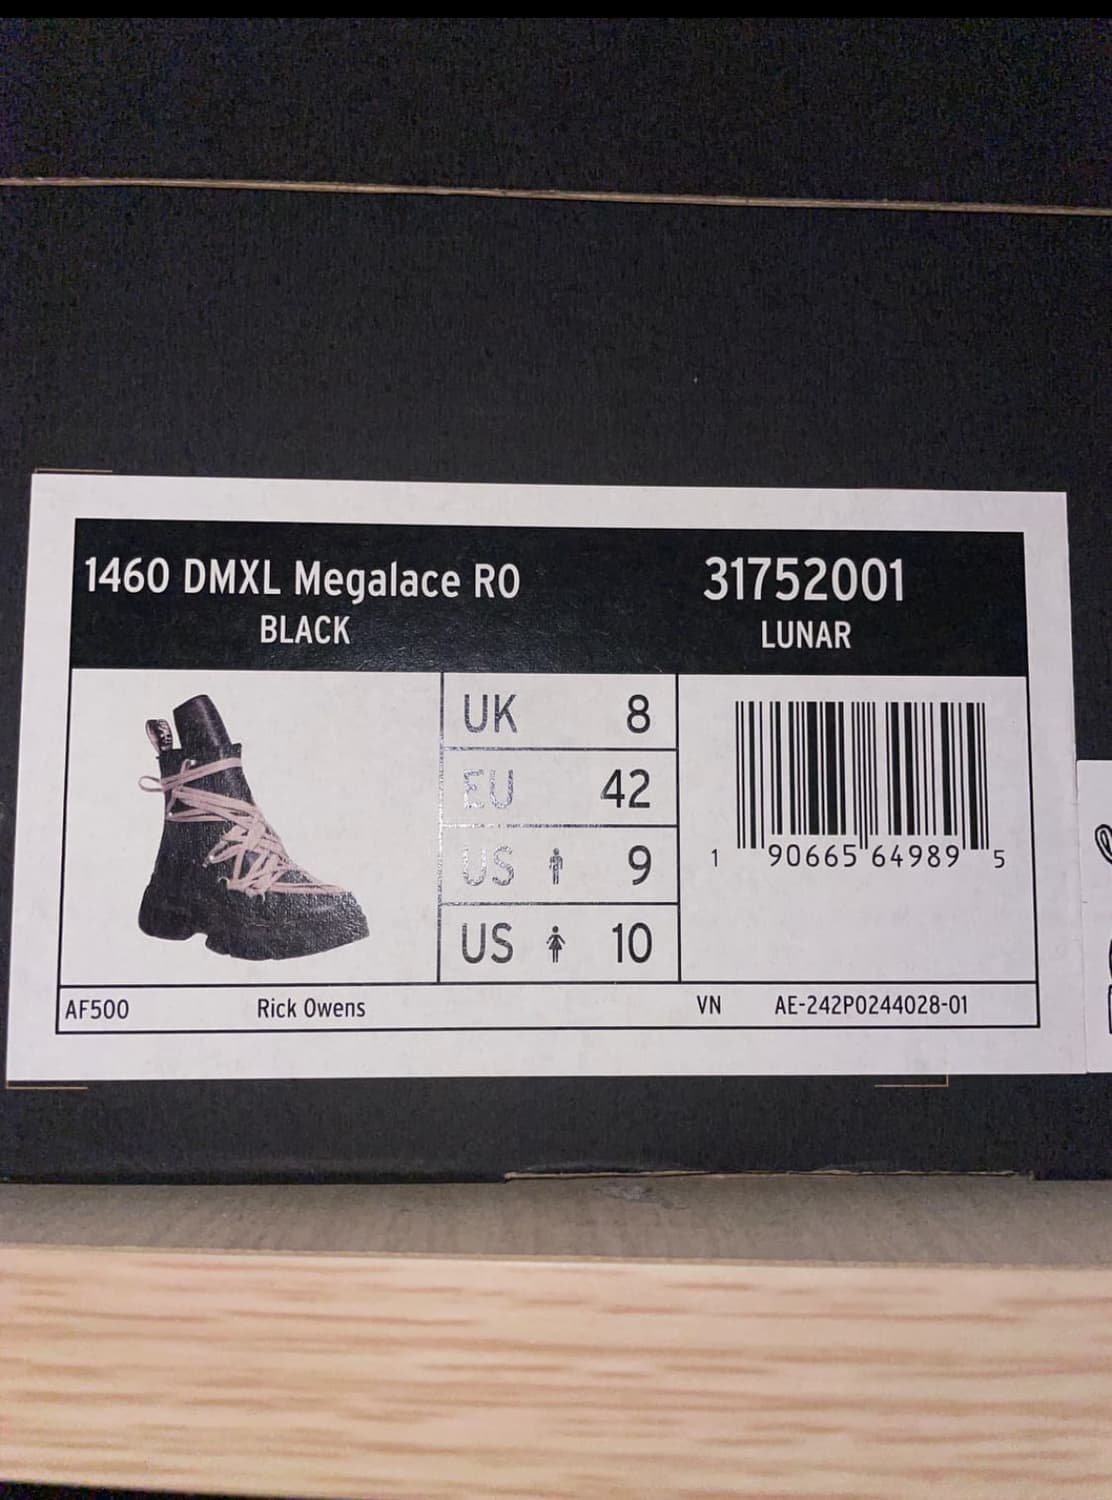 1460 DMXL Megalace RO
BLACK
31752001
LUNAR
UK 8
EU 42
US 9
US 10
1 90665 64989 5
AF500 Rick Owens VN AE-242P0244028-01